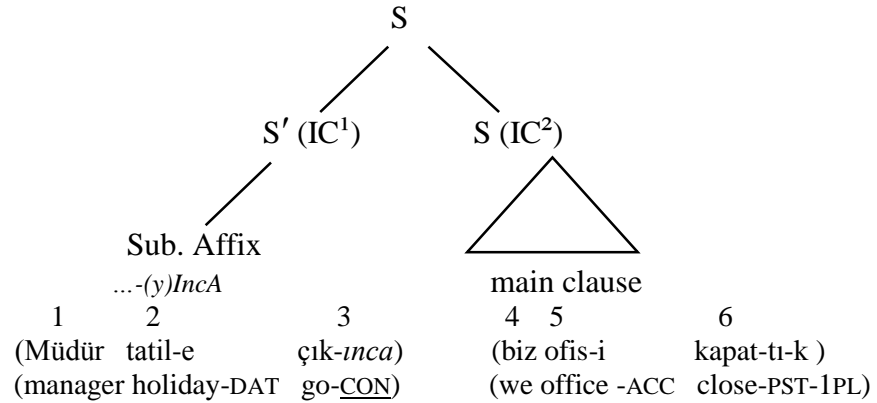 S
S′ (IC¹) S (IC²)
Sub. Affix
...-(y)IncA main clause
1 2 3 4 5 6
(Müdür tatil-e çık-ınca) (biz ofis-i kapat-tı-k )
(manager holiday-DAT go-CON) (we office -ACC close-PST-1PL)